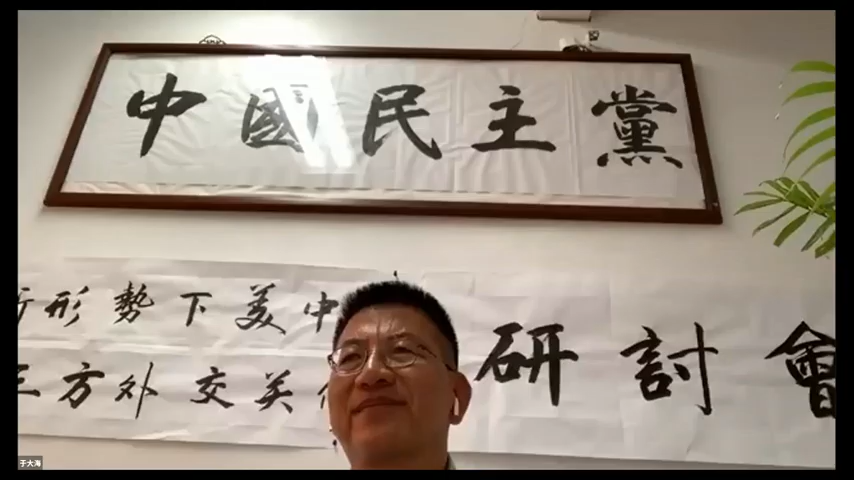 中國民主黨
形勢下美中
研討會
三方外交关
于大海